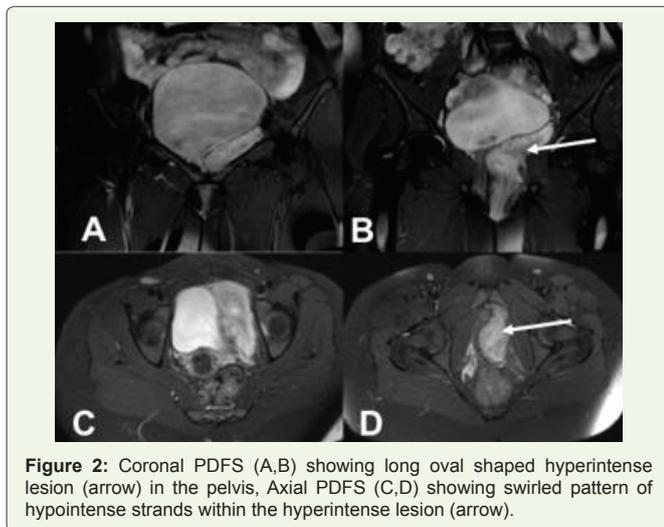 A
B
C
D
Figure 2: Coronal PDFS (A,B) showing long oval shaped hyperintense
lesion (arrow) in the pelvis, Axial PDFS (C,D) showing swirled pattern of
hypointense strands within the hyperintense lesion (arrow).